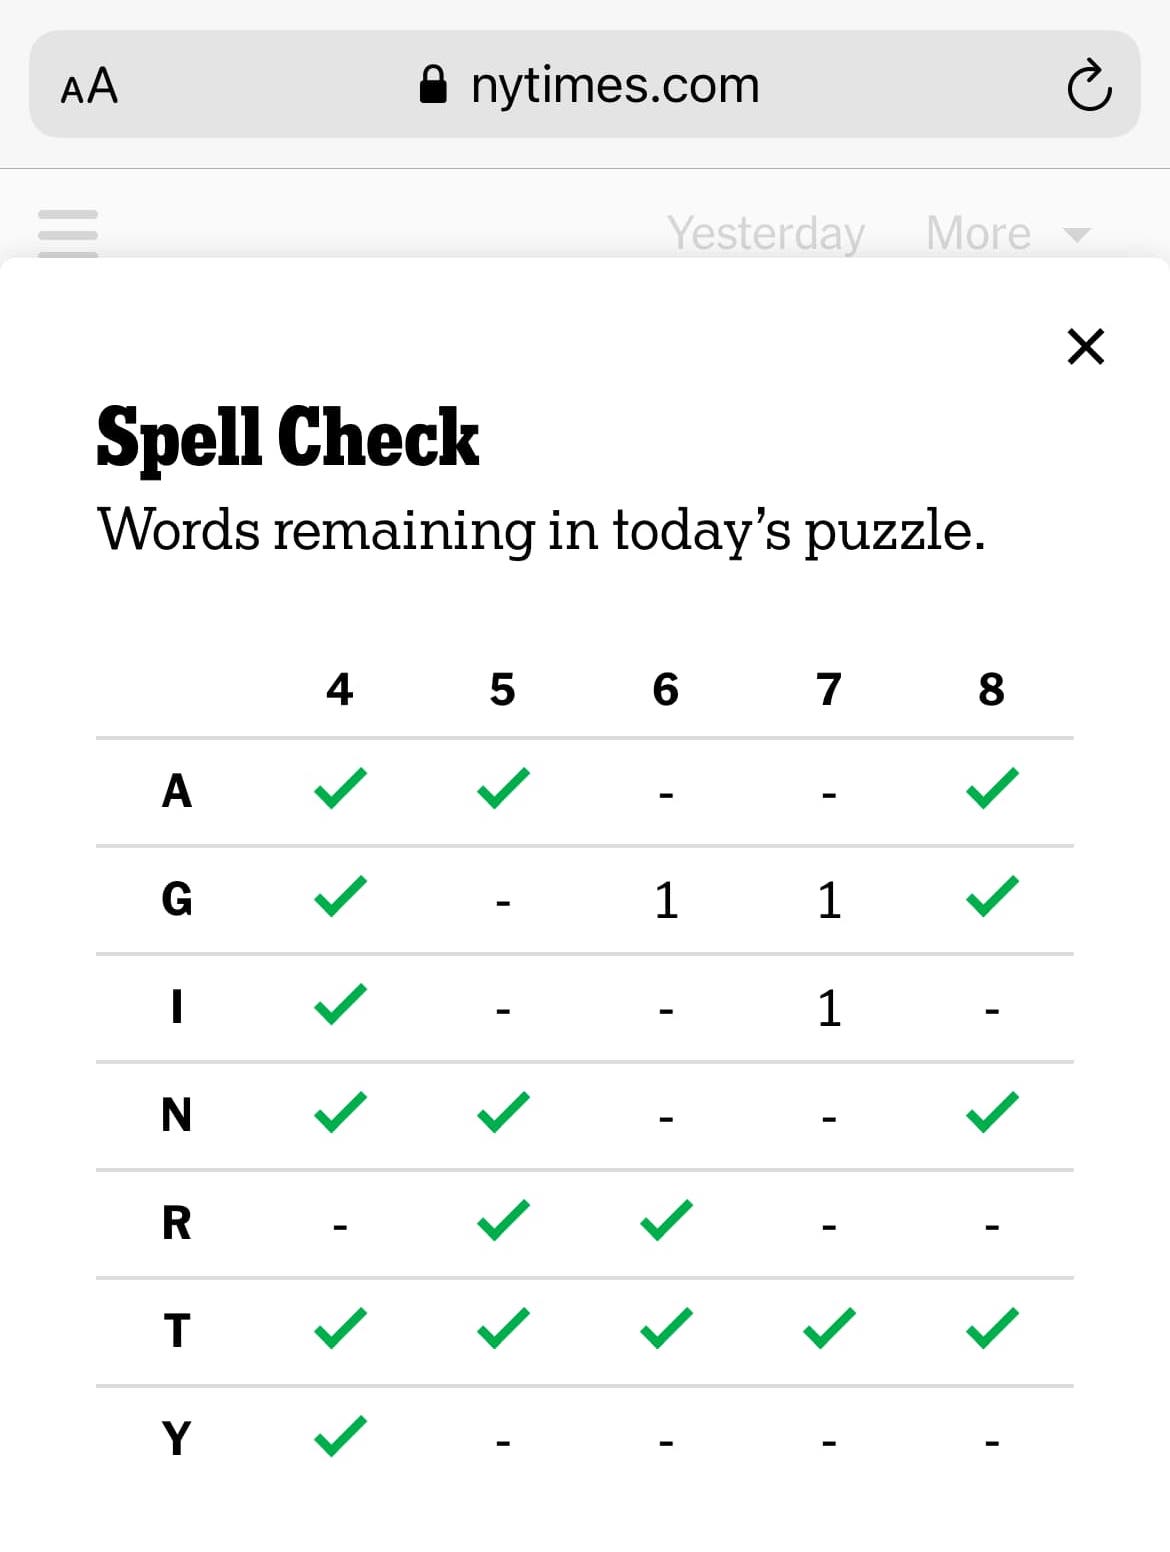 AA nytimes.com
Yesterday More
Spell Check
Words remaining in today’s puzzle.
4 5 6 7 8
A ✓ ✓ - - ✓
G ✓ - 1 1 ✓
I ✓ - - 1 -
N ✓ ✓ - - ✓
R - ✓ ✓ - -
T ✓ ✓ ✓ ✓ ✓
Y ✓ - - - -